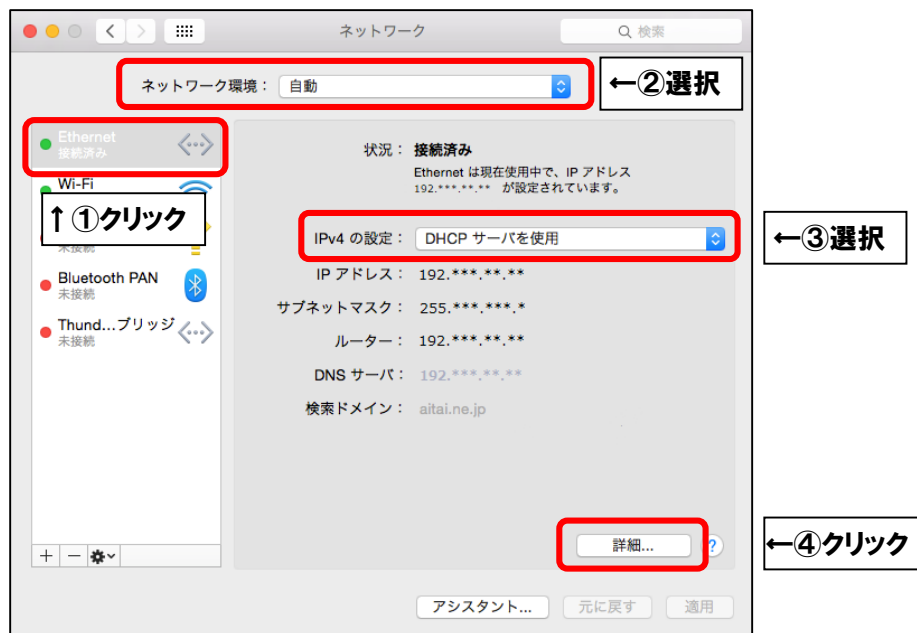 ネットワーク
検索
ネットワーク環境： 自動
←②選択
Ethernet
接続済み
Wi-Fi
↑①クリック
未接続
Bluetooth PAN
未接続
Thund...ブリッジ
未接続
状況： 接続済み
Ethernet は現在使用中で、IP アドレス
192.***.**.** が設定されています。
IPv4 の設定： DHCP サーバを使用
←③選択
IP アドレス： 192.***.**.**
サブネットマスク： 255.***.***.*
ルーター： 192.***.**.**
DNS サーバ： 192.***.**.**
検索ドメイン： aitai.ne.jp
詳細... ?
←④クリック
アシスタント... 元に戻す 適用